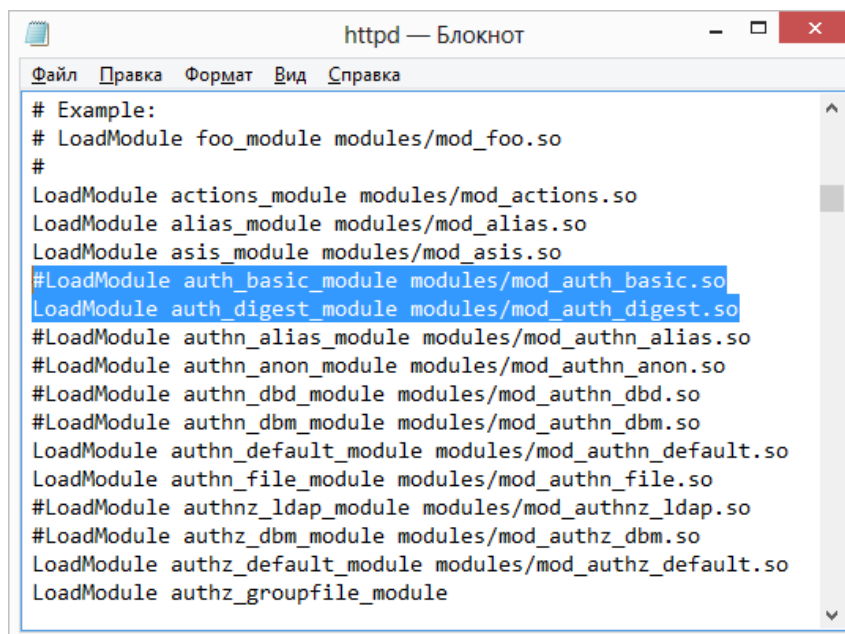 httpd — Блокнот
Файл Правка Формат Вид Справка
# Example:
# LoadModule foo_module modules/mod_foo.so
#
LoadModule actions_module modules/mod_actions.so
LoadModule alias_module modules/mod_alias.so
LoadModule asis_module modules/mod_asis.so
#LoadModule auth_basic_module modules/mod_auth_basic.so
LoadModule auth_digest_module modules/mod_auth_digest.so
#LoadModule authn_alias_module modules/mod_authn_alias.so
#LoadModule authn_anon_module modules/mod_authn_anon.so
#LoadModule authn_dbd_module modules/mod_authn_dbd.so
#LoadModule authn_dbm_module modules/mod_authn_dbm.so
LoadModule authn_default_module modules/mod_authn_default.so
LoadModule authn_file_module modules/mod_authn_file.so
#LoadModule authnz_ldap_module modules/mod_authnz_ldap.so
#LoadModule authz_dbm_module modules/mod_authz_dbm.so
LoadModule authz_default_module modules/mod_authz_default.so
LoadModule authz_groupfile_module